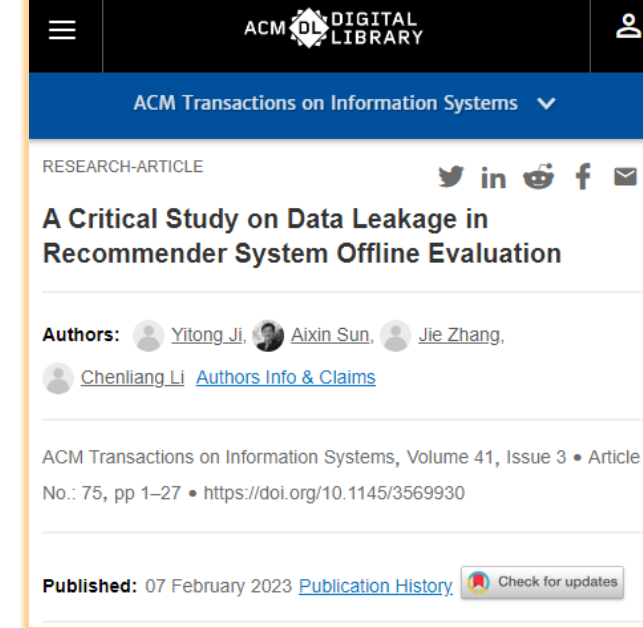 ACM DL DIGITAL
LIBRARY
ACM Transactions on Information Systems
RESEARCH-ARTICLE
A Critical Study on Data Leakage in
Recommender System Offline Evaluation
Authors: Yitong Ji, Aixin Sun, Jie Zhang,
Chenliang Li Authors Info & Claims
ACM Transactions on Information Systems, Volume 41, Issue 3 • Article
No.: 75, pp 1–27 • https://doi.org/10.1145/3569930
Published: 07 February 2023 Publication History Check for updates